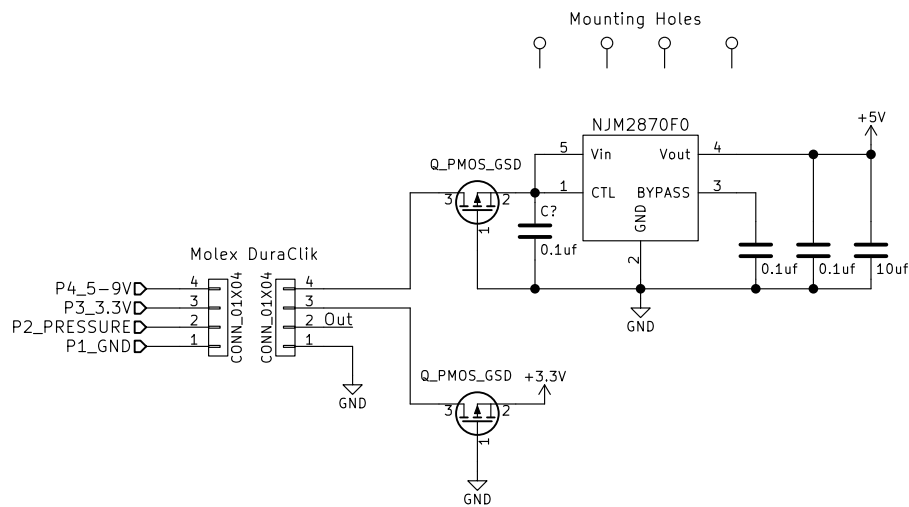 Mounting Holes
NJM2870F0
+5V
5 Vin Vout 4
Q_PMOS_GSD
3 2 1 CTL BYPASS 3
C?
GND
1
0.1uf
2
0.1uf 0.1uf 10uf
GND
Molex DuraClik
P4_5-9V 4 4
P3_3.3V 3 3
P2_PRESSURE 2 2 Out
P1_GND 1 1
CONN_01X04 CONN_01X04
GND
Q_PMOS_GSD +3.3V
3 2
1
GND